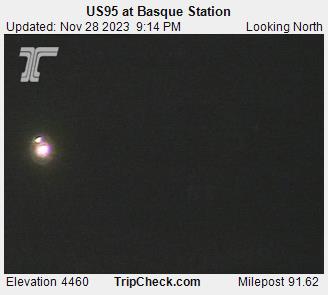 US95 at Basque Station
Updated: Nov 28 2023 9:14 PM Looking North
Elevation 4460 TripCheck.com Milepost 91.62